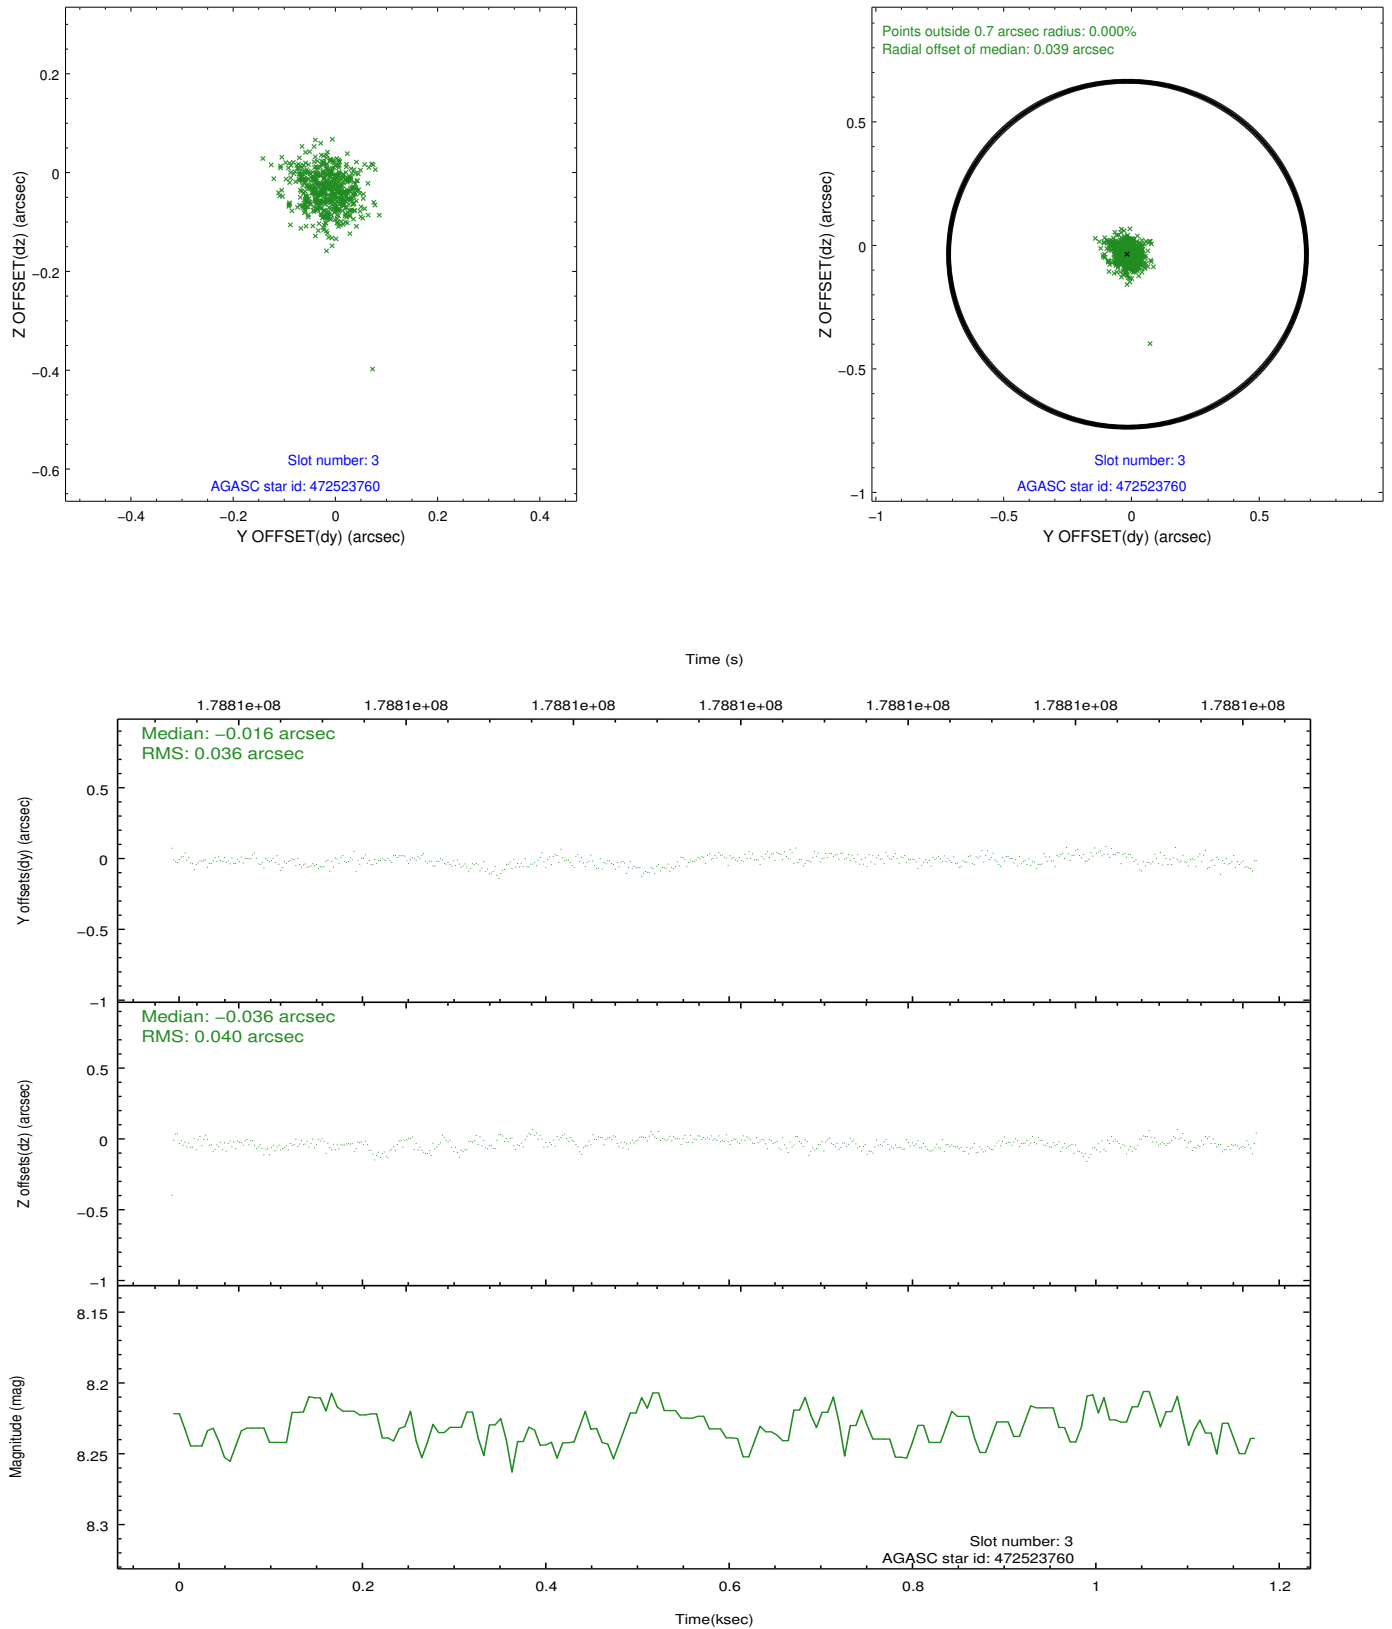 0.2
0
−0.2
−0.4
−0.6
Z OFFSET(dz) (arcsec)
Slot number: 3
AGASC star id: 472523760
−0.4
−0.2
0
0.2
0.4
Y OFFSET(dy) (arcsec)
Points outside 0.7 arcsec radius: 0.000%
Radial offset of median: 0.039 arcsec
0.5
0
−0.5
−1
Z OFFSET(dz) (arcsec)
Slot number: 3
AGASC star id: 472523760
−1
−0.5
0
0.5
Y OFFSET(dy) (arcsec)
Time (s)
1.7881e+08
1.7881e+08
1.7881e+08
1.7881e+08
1.7881e+08
1.7881e+08
1.7881e+08
Median: −0.016 arcsec
RMS: 0.036 arcsec
0.5
0
−0.5
−1
Y offsets(dy) (arcsec)
Median: −0.036 arcsec
RMS: 0.040 arcsec
0.5
0
−0.5
−1
Z offsets(dz) (arcsec)
8.15
8.2
8.25
8.3
Magnitude (mag)
Slot number: 3
AGASC star id: 472523760
0
0.2
0.4
0.6
0.8
1
1.2
Time(ksec)